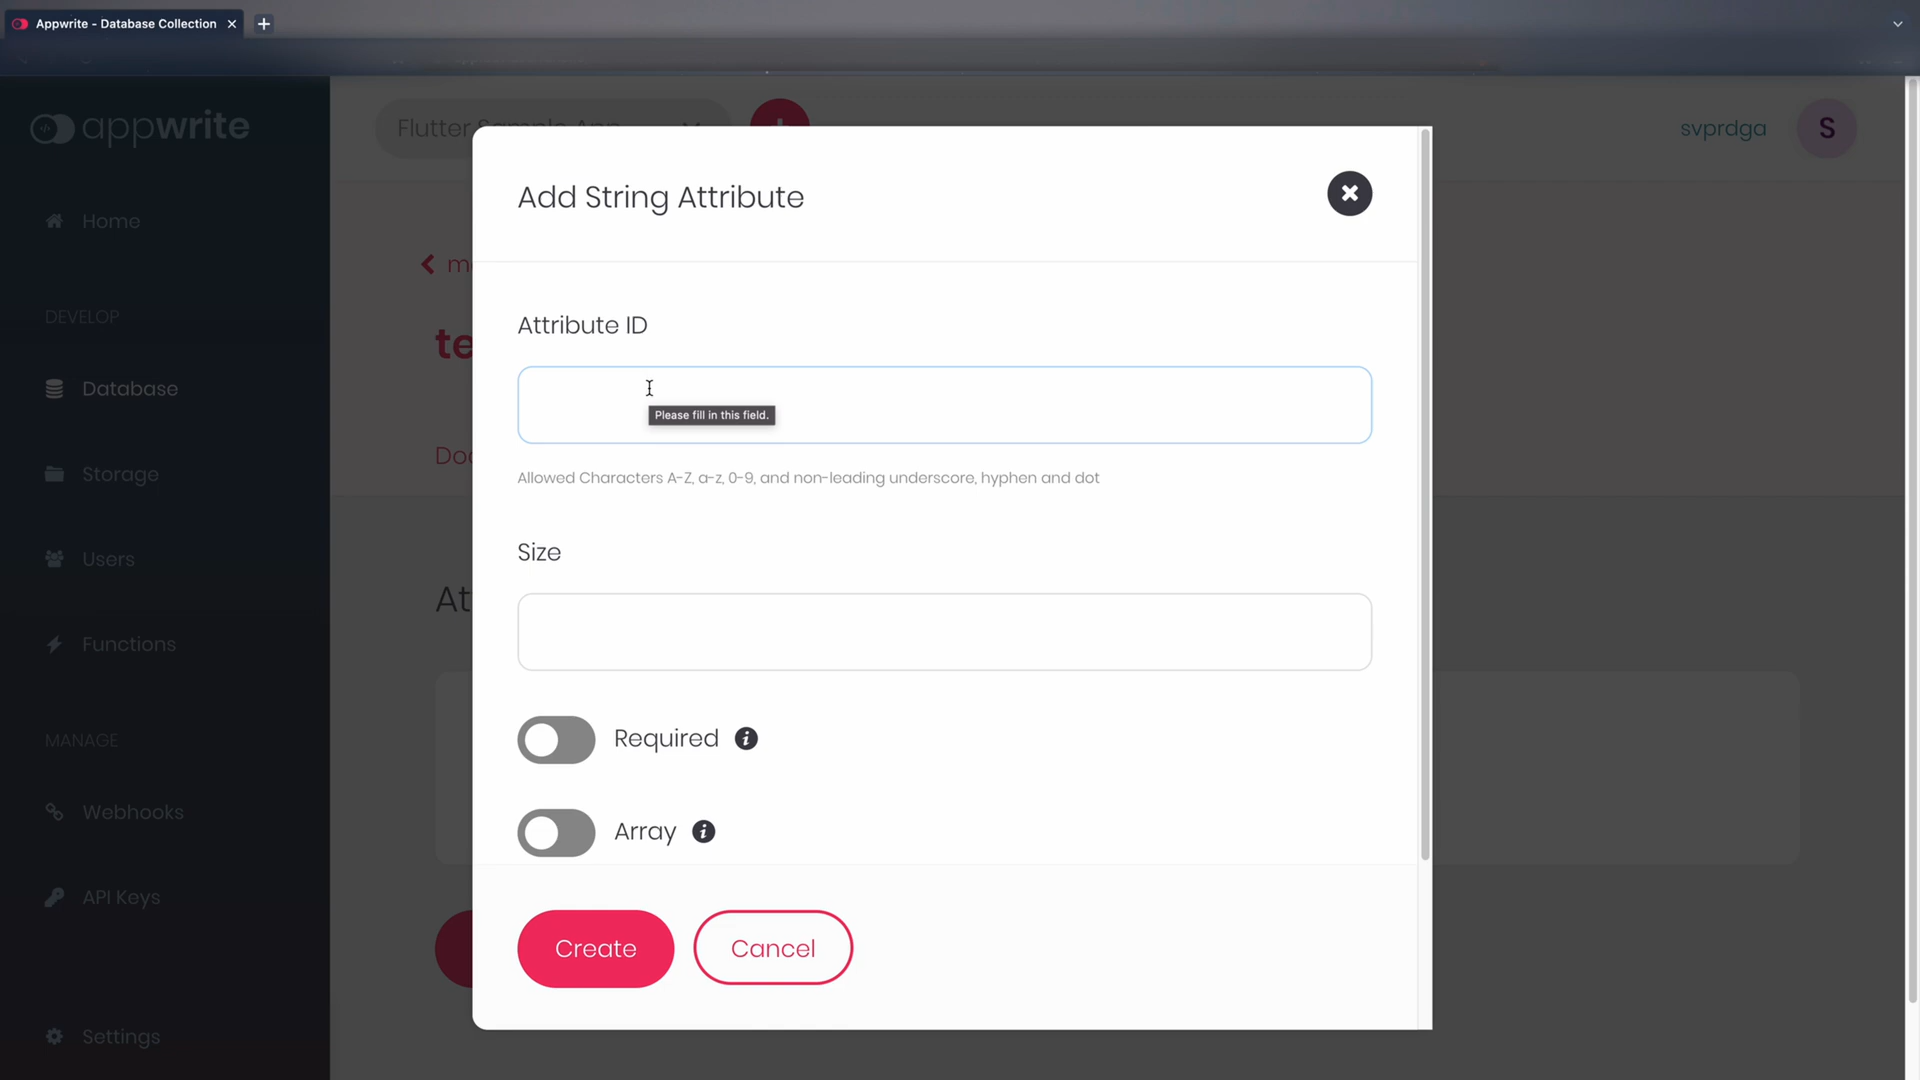 Appwrite - Database Collection
appwrite
Flutter Sample App
svprdga
S
Home
DEVELOP
Database
Storage
Users
Functions
MANAGE
Webhooks
API Keys
Settings
Add String Attribute
Attribute ID
Please fill in this field.
Allowed Characters A-Z, a-z, 0-9, and non-leading underscore, hyphen and dot
Size
Required
Array
Create
Cancel